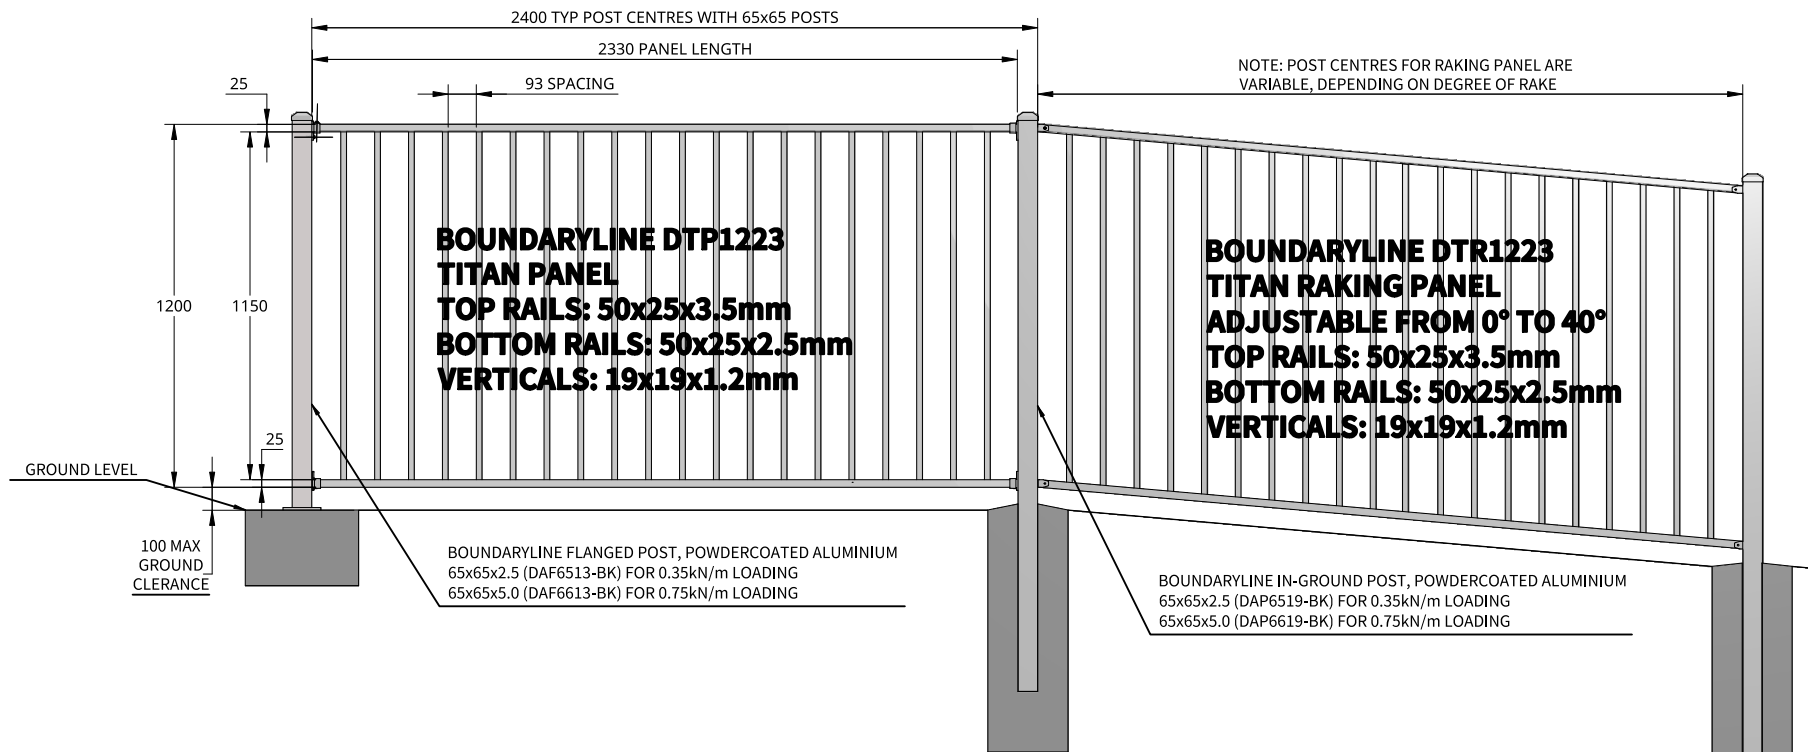 2400 TYP POST CENTRES WITH 65x65 POSTS
2330 PANEL LENGTH
25
93 SPACING
NOTE: POST CENTRES FOR RAKING PANEL ARE
VARIABLE, DEPENDING ON DEGREE OF RAKE
1200
1150
BOUNDARYLINE DTP1223
TITAN PANEL
TOP RAILS: 50x25x3.5mm
BOTTOM RAILS: 50x25x2.5mm
VERTICALS: 19x19x1.2mm
BOUNDARYLINE DTR1223
TITAN RAKING PANEL
ADJUSTABLE FROM 0° TO 40°
TOP RAILS: 50x25x3.5mm
BOTTOM RAILS: 50x25x2.5mm
VERTICALS: 19x19x1.2mm
25
GROUND LEVEL
100 MAX
GROUND
CLERANCE
BOUNDARYLINE FLANGED POST, POWDERCOATED ALUMINIUM
65x65x2.5 (DAF6513-BK) FOR 0.35kN/m LOADING
65x65x5.0 (DAF6613-BK) FOR 0.75kN/m LOADING
BOUNDARYLINE IN-GROUND POST, POWDERCOATED ALUMINIUM
65x65x2.5 (DAP6519-BK) FOR 0.35kN/m LOADING
65x65x5.0 (DAP6619-BK) FOR 0.75kN/m LOADING